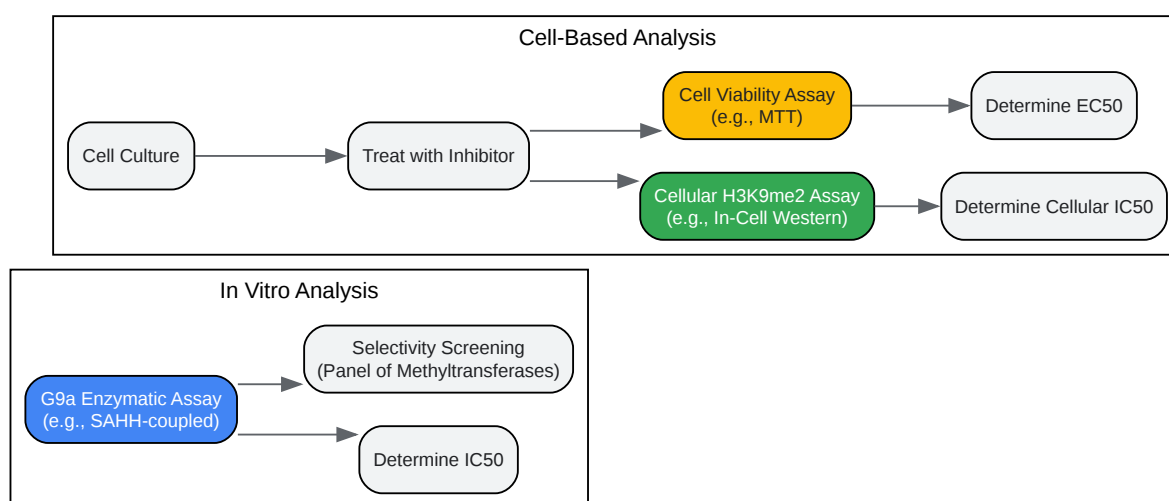 Cell-Based Analysis
Cell Culture
Treat with Inhibitor
Cell Viability Assay
(e.g., MTT)
Determine EC50
Cellular H3K9me2 Assay
(e.g., In-Cell Western)
Determine Cellular IC50
In Vitro Analysis
G9a Enzymatic Assay
(e.g., SAHH-coupled)
Selectivity Screening
(Panel of Methyltransferases)
Determine IC50